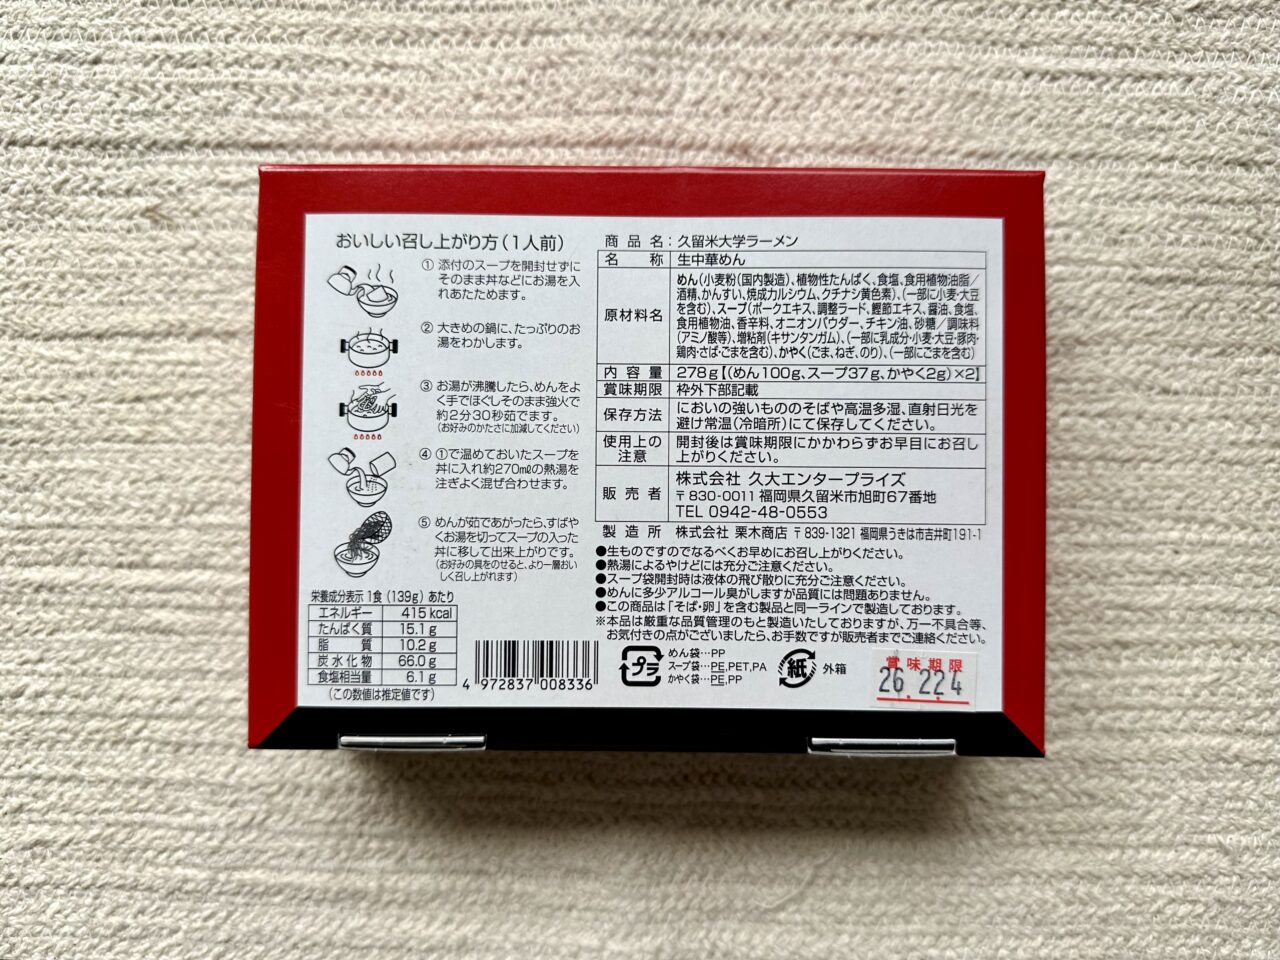 おいしい召し上がり方(1人前)
① 添付のスープを開封せずに
そのまま丼などにお湯を入
れあたためます。
② 大きめの鍋に、たっぷりのお
湯をわかします。
③ お湯が沸騰したら、めんをよ
く手でほぐしそのまま強火で
約2分30秒茹でます。
(お好みのかたさに加減してください)
④ ①で温めておいたスープを
丼に入れ約270mlの熱湯を
注ぎよく混ぜ合わせます。
⑤ めんが茹であがったら、すばや
くお湯を切ってスープの入った
丼に移して出来上がりです。
(お好みの具をのせると、より一層おい
しく召し上がれます)
栄養成分表示 1食(139g)あたり
エネルギー 415 kcal
たんぱく質 15.1 g
脂質 10.2 g
炭水化物 66.0 g
食塩相当量 6.1 g
(この数値は推定値です)
4 972837 008336
商品名:久留米大学ラーメン
名称 生中華めん
原材料名 めん(小麦粉(国内製造)、植物性たんぱく、食塩、食用植物油脂/
酒精、かんすい、焼成カルシウム、クチナシ黄色素)、(一部に小麦・大豆
を含む)、スープ(ポークエキス、調整ラード、鰹節エキス、醤油、食塩、
食用植物油、香辛料、オニオンパウダー、チキン油、砂糖/調味料
(アミノ酸等)、増粘剤(キサンタンガム)、(一部に乳成分・小麦・大豆・豚肉・
鶏肉・さば・ごまを含む)、かやく(ごま、ねぎ、のり)、(一部にごまを含む)
内容量 278g【(めん100g、スープ37g、かやく2g)×2】
賞味期限 枠外下部記載
保存方法 においの強いもののそばや高温多湿、直射日光を
避け常温(冷暗所)にて保存してください。
使用上の注意 開封後は賞味期限にかかわらずお早目にお召し
上がりください。
販売者 株式会社 久大エンタープライズ
〒830-0011 福岡県久留米市旭町67番地
TEL 0942-48-0553
製造所 株式会社 栗木商店 〒839-1321 福岡県うきは市吉井町191-1
●生ものですのでなるべくお早めにお召し上がりください。
●熱湯によるやけどには充分ご注意ください。
●スープ袋開封時は液体の飛び散りに充分ご注意ください。
●めんに多少アルコール臭がしますが品質には問題ありません。
●この商品は「そば・卵」を含む製品と同一ラインで製造しております。
※本品は厳重な品質管理のもと製造いたしておりますが、万一不具合等、
お気付きの点がございましたら、お手数ですが販売者までご連絡ください。
プラ
めん袋…PP
スープ袋…PE,PET,PA
かやく袋…PE,PP
紙 外箱
賞味期限
26.2.24